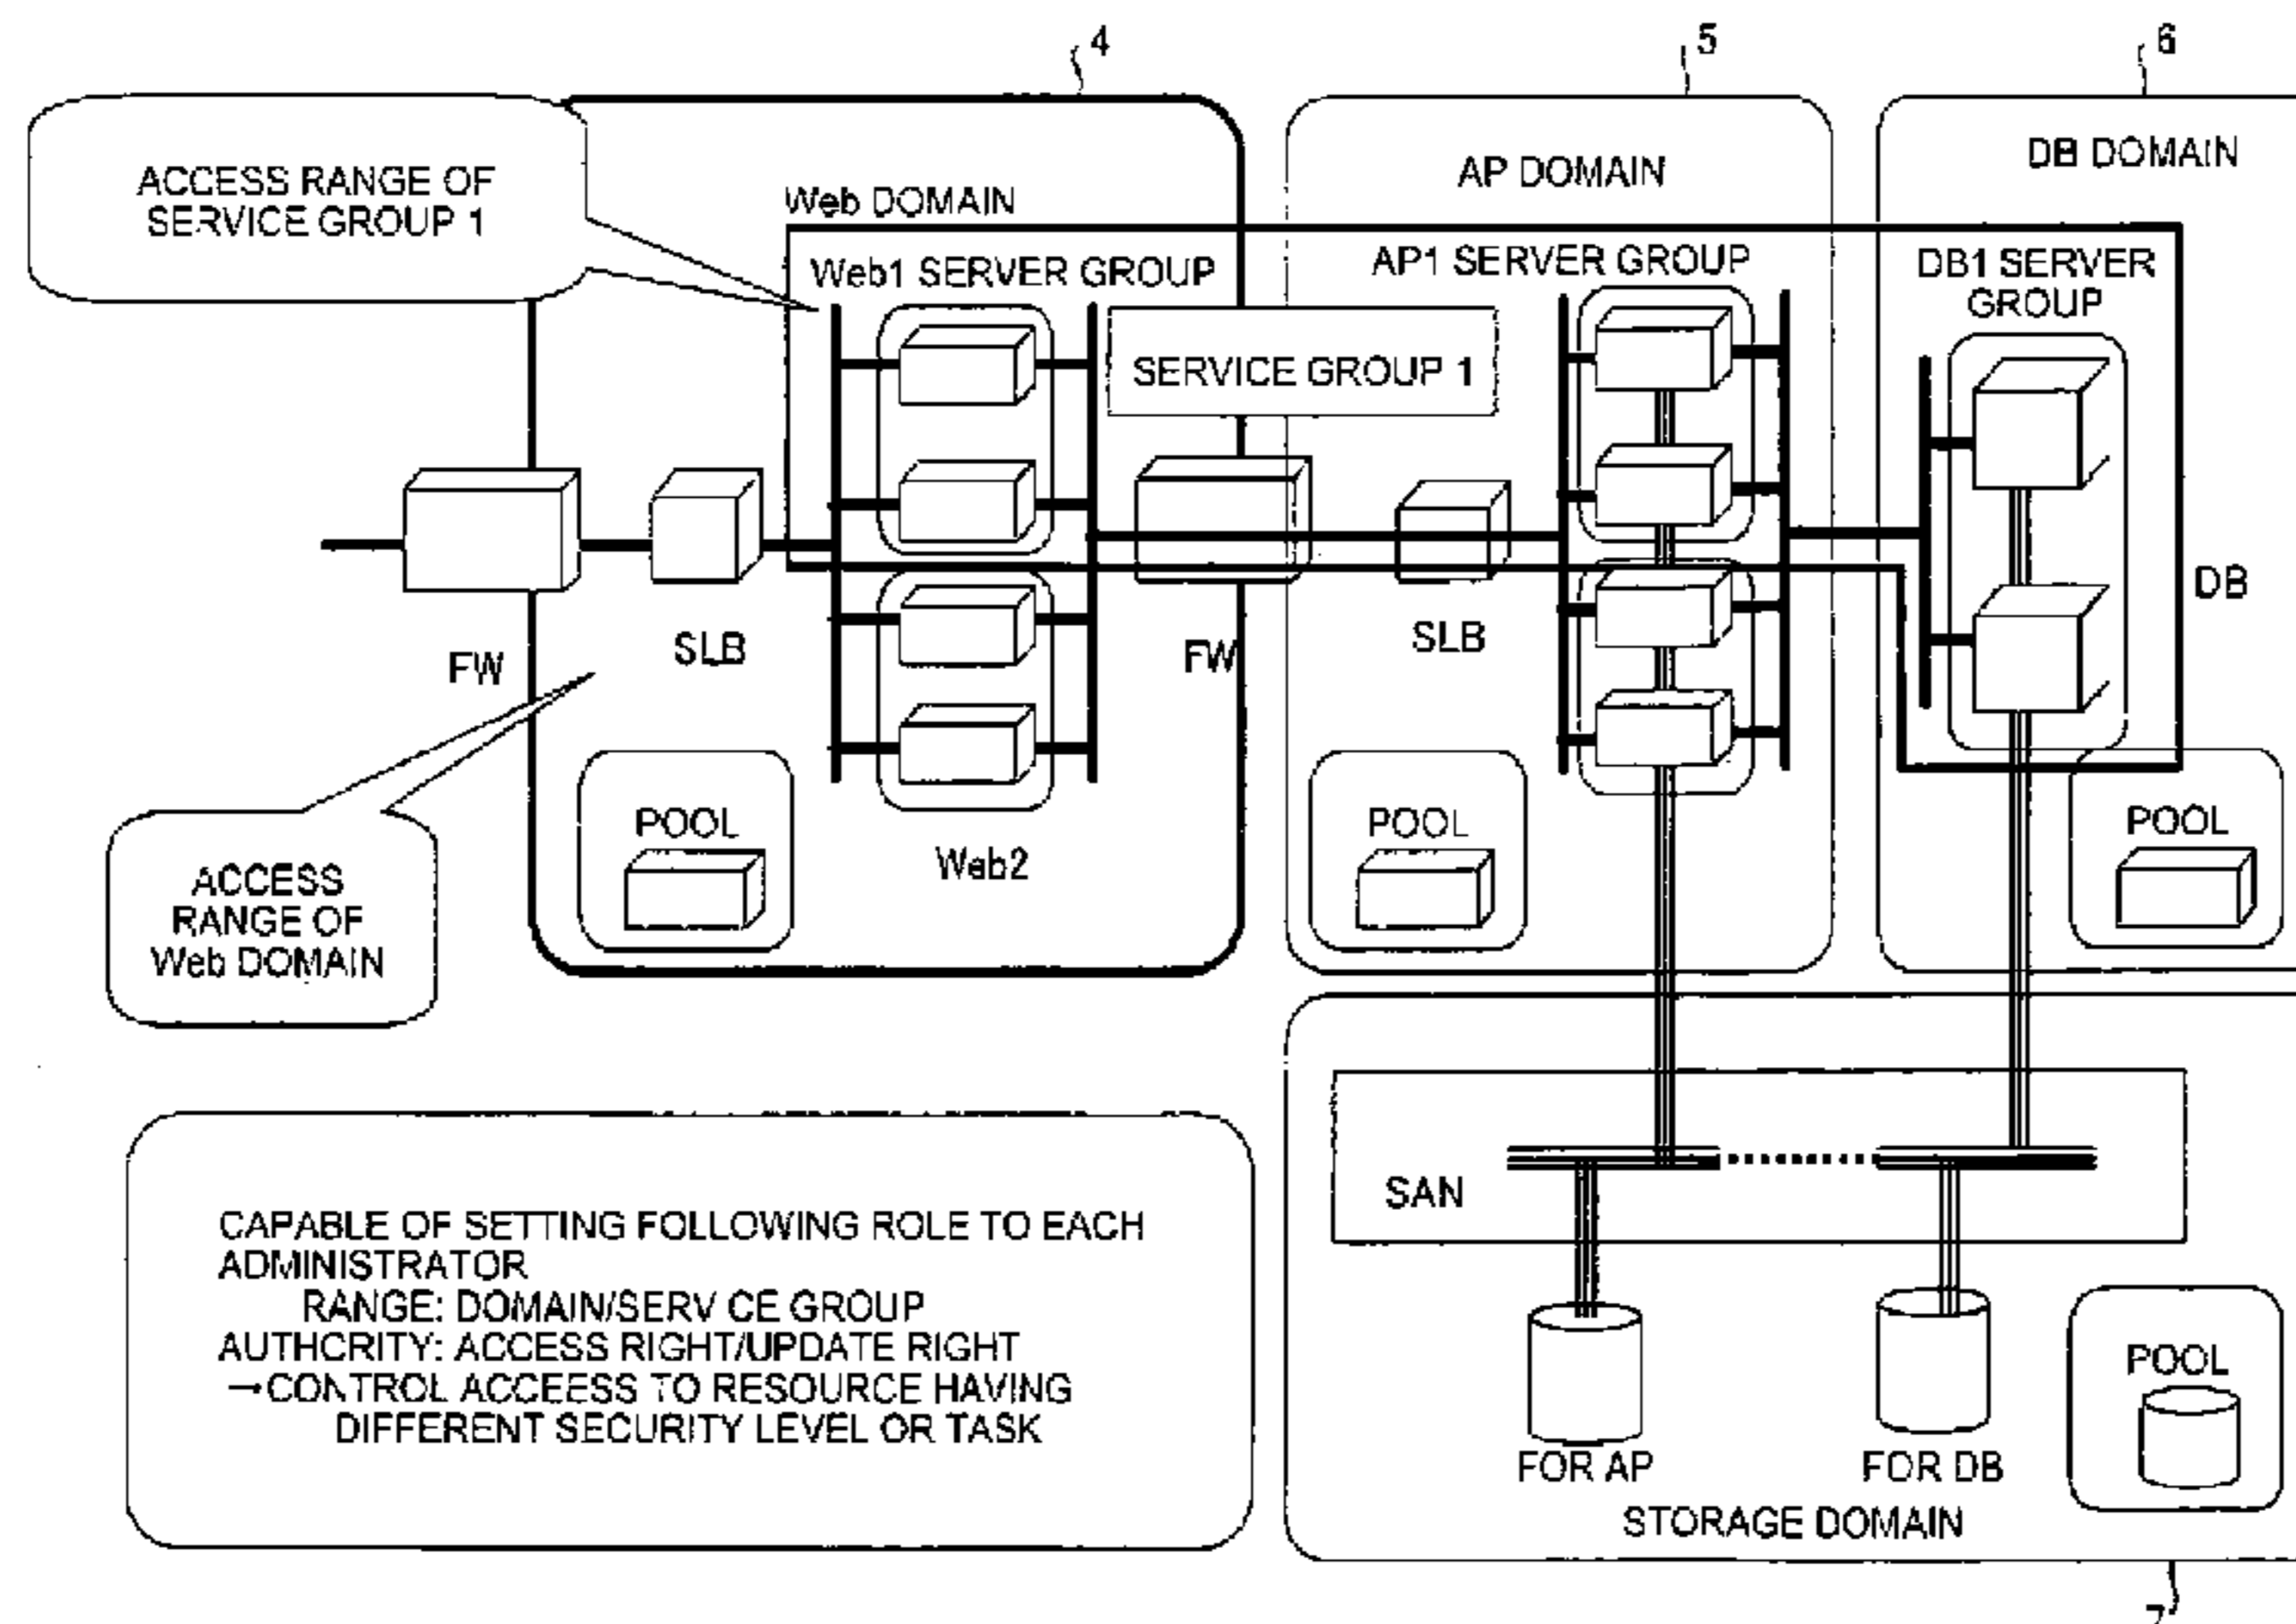 4
5
6
ACCESS RANGE OF
SERVICE GROUP 1
Web DOMAIN
AP DOMAIN
DB DOMAIN
Web1 SERVER GROUP
AP1 SERVER GROUP
DB1 SERVER
GROUP
SERVICE GROUP 1
FW
SLB
FW
SLB
DB
POOL
Web2
POOL
POOL
ACCESS
RANGE OF
Web DOMAIN
SAN
CAPABLE OF SETTING FOLLOWING ROLE TO EACH
ADMINISTRATOR
RANGE: DOMAIN/SERV CE GROUP
AUTHCRITY: ACCESS RIGHT/UPDATE RIGHT
→CONTROL ACCEESS TO RESOURCE HAVING
DIFFERENT SECURITY LEVEL OR TASK
FOR AP
FOR DB
POOL
STORAGE DOMAIN
7